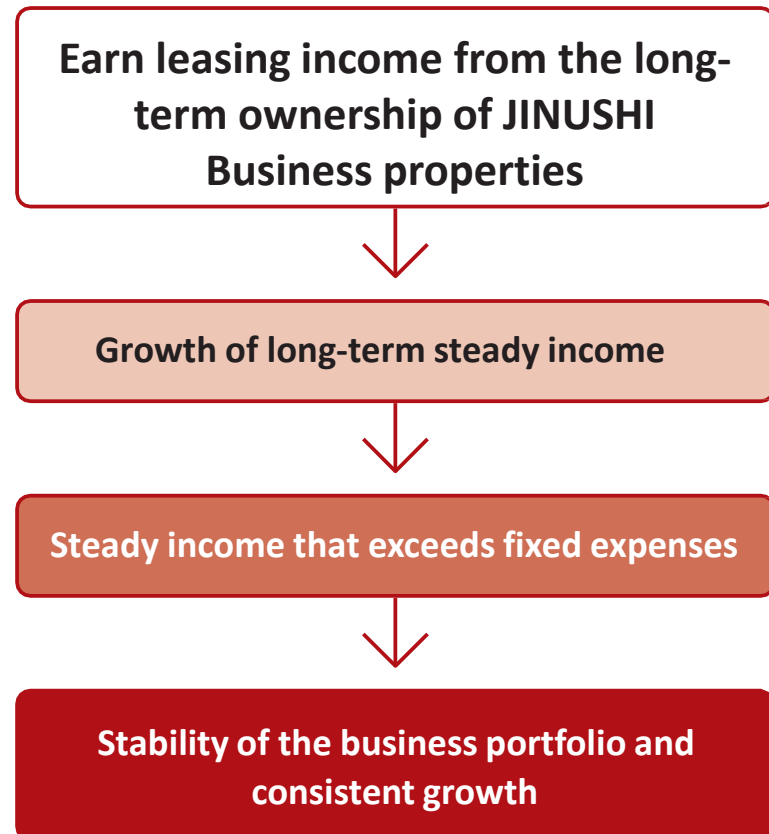 Earn leasing income from the long-
term ownership of JINUSHI
Business properties
Growth of long-term steady income
Steady income that exceeds fixed expenses
Stability of the business portfolio and
consistent growth